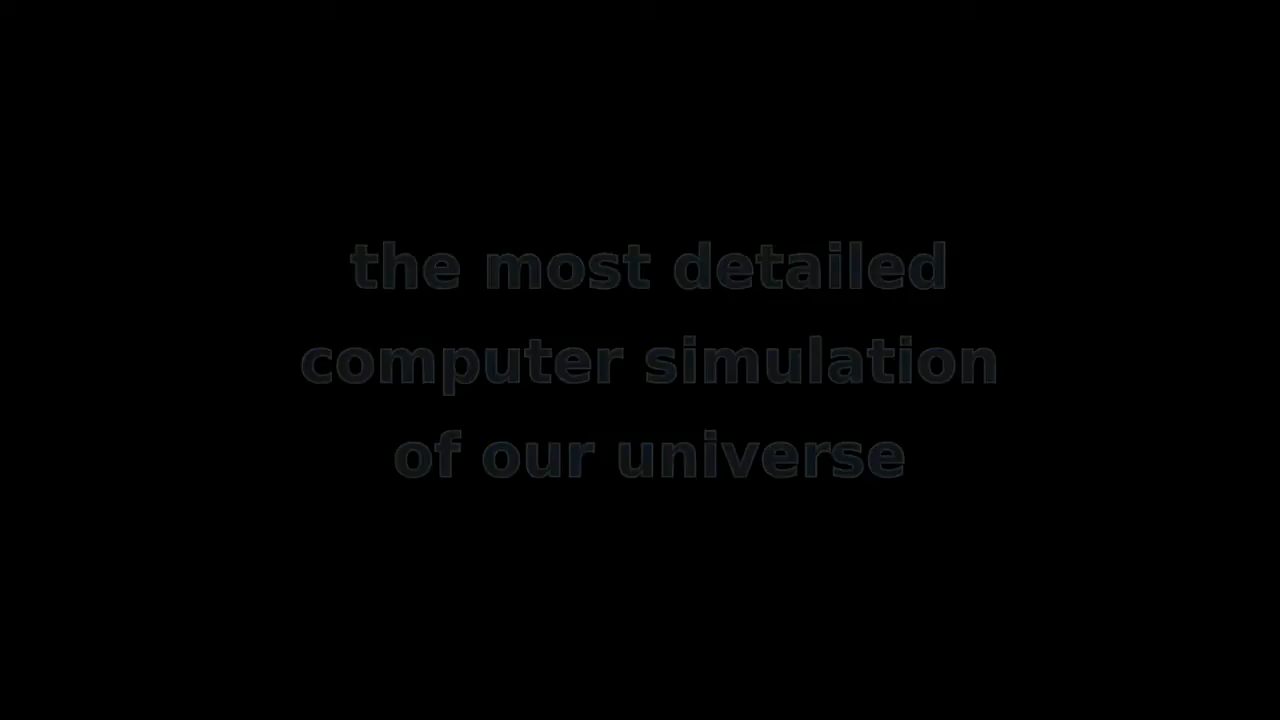 the most detailed
computer simulation
of our universe